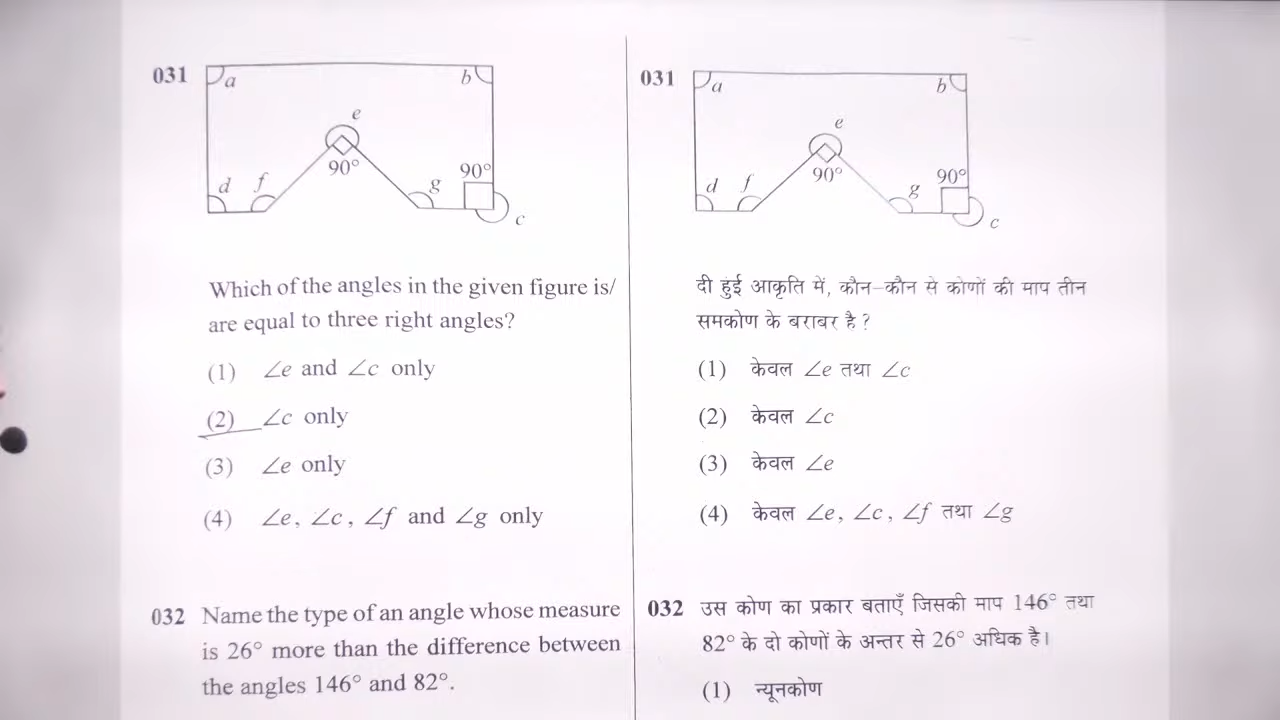 031
a
b
e
90°
d
f
g
90°
c
Which of the angles in the given figure is/
are equal to three right angles?
(1) ∠e and ∠c only
(2) ∠c only
(3) ∠e only
(4) ∠e, ∠c, ∠f and ∠g only
032 Name the type of an angle whose measure
is 26° more than the difference between
the angles 146° and 82°.
031
a
b
e
90°
d
f
g
90°
c
दी हुई आकृति में, कौन-कौन से कोणों की माप तीन
समकोण के बराबर है ?
(1) केवल ∠e तथा ∠c
(2) केवल ∠c
(3) केवल ∠e
(4) केवल ∠e, ∠c, ∠f तथा ∠g
032 उस कोण का प्रकार बताएँ जिसकी माप 146° तथा
82° के दो कोणों के अन्तर से 26° अधिक है।
(1) न्यूनकोण